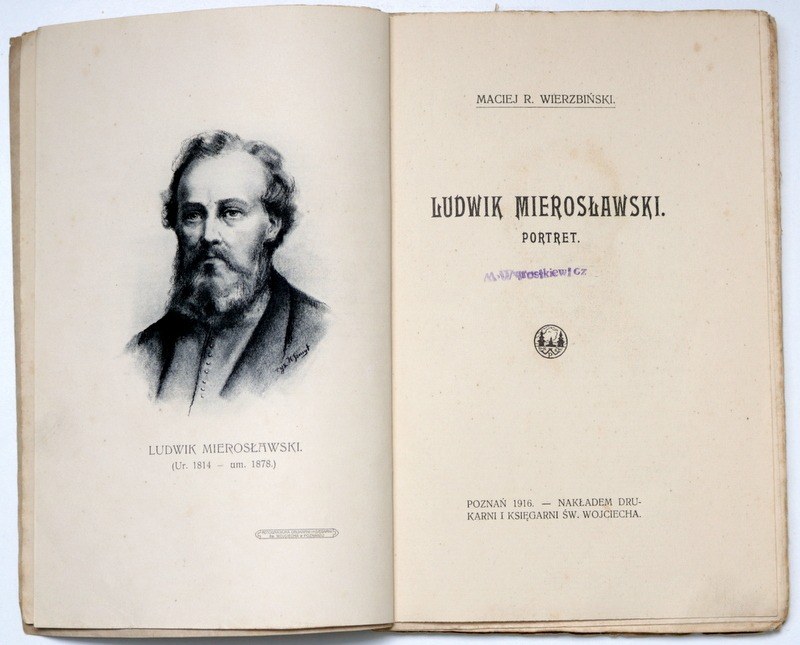 LUDWIK MIEROSŁAWSKI.
(Ur. 1814 – um. 1878.)
MACIEJ R. WIERZBIŃSKI.
LUDWIK MIEROSŁAWSKI.
PORTRET.
POZNAŃ 1916. — NAKŁADEM DRU-
KARNI I KSIĘGARNI ŚW. WOJCIECHA.